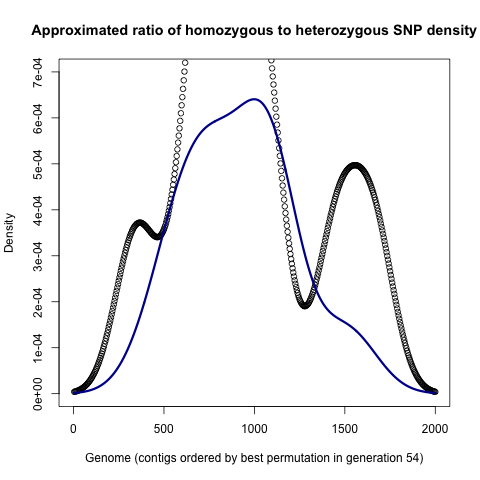 Approximated ratio of homozygous to heterozygous SNP density
7e-04
6e-04
5e-04
4e-04
3e-04
2e-04
1e-04
0e+00
Density
0 500 1000 1500 2000
Genome (contigs ordered by best permutation in generation 54)